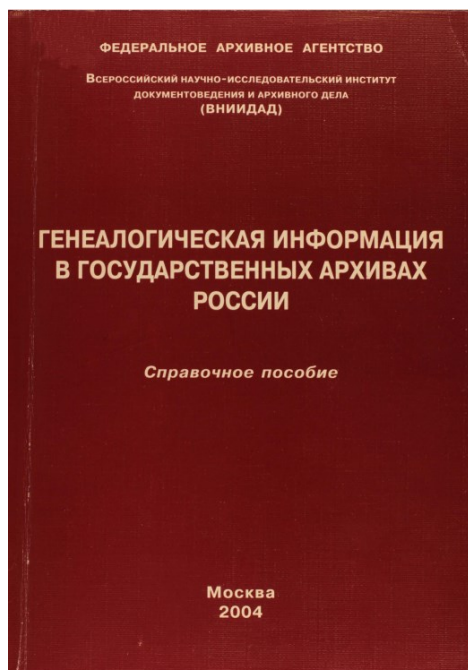 ФЕДЕРАЛЬНОЕ АРХИВНОЕ АГЕНТСТВО
Всероссийский научно-исследовательский институт
документоведения и архивного дела
(ВНИИДАД)
ГЕНЕАЛОГИЧЕСКАЯ ИНФОРМАЦИЯ
В ГОСУДАРСТВЕННЫХ АРХИВАХ
РОССИИ
Справочное пособие
Москва
2004